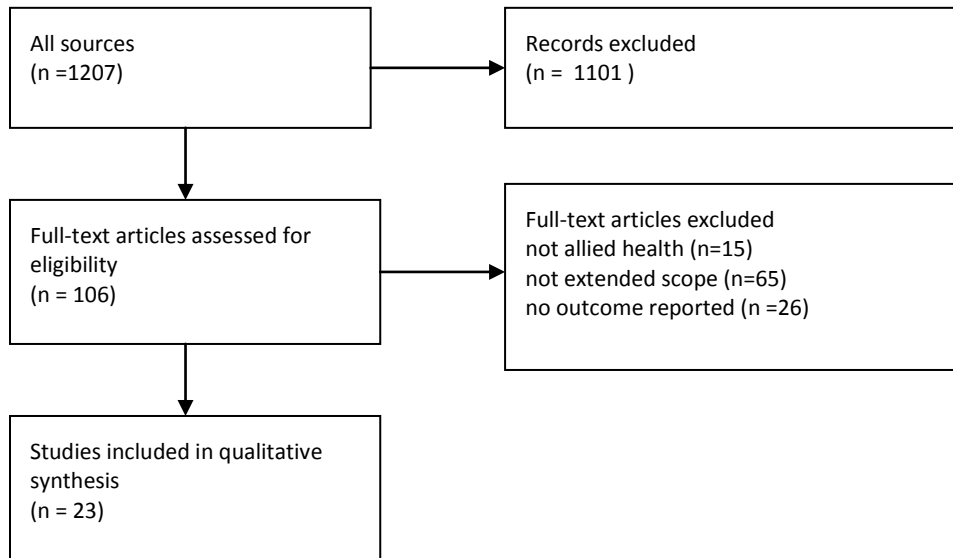 All sources
(n =1207)
Records excluded
(n = 1101 )
Full-text articles assessed for
eligibility
(n = 106)
Full-text articles excluded
not allied health (n=15)
not extended scope (n=65)
no outcome reported (n =26)
Studies included in qualitative
synthesis
(n = 23)